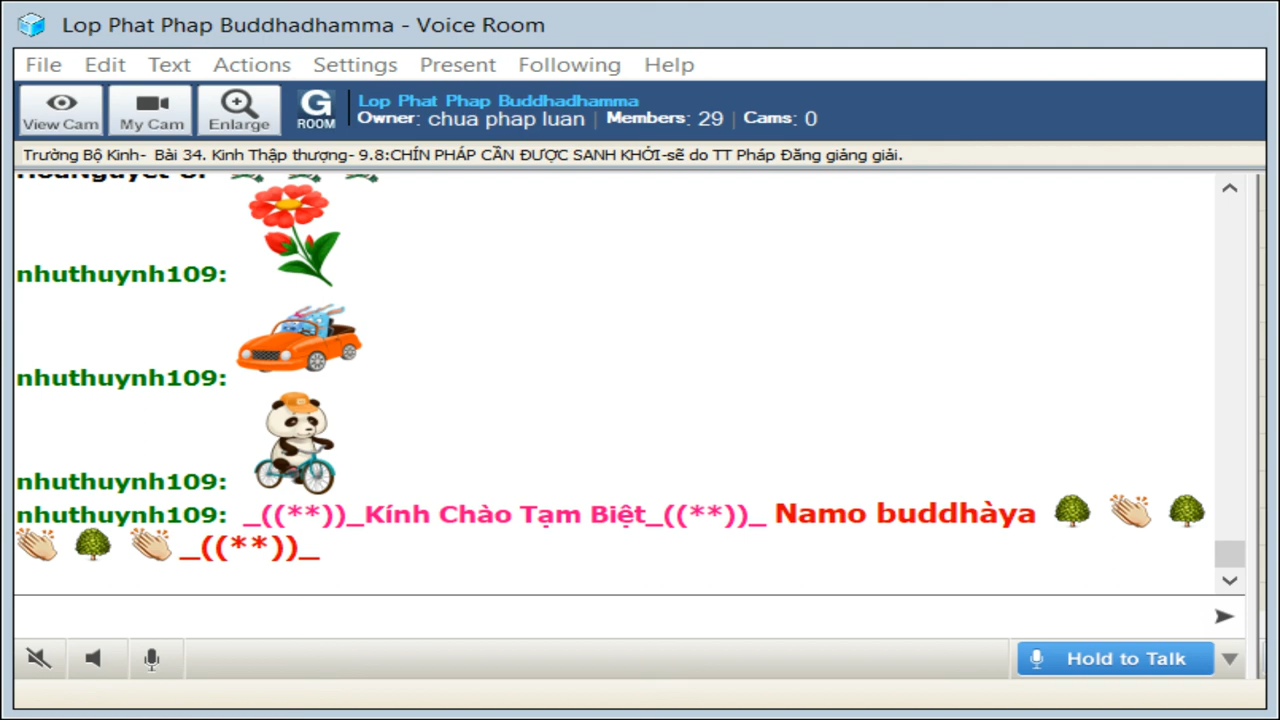 Lop Phat Phap Buddhadhamma - Voice Room
File Edit Text Actions Settings Present Following Help
View Cam My Cam Enlarge G ROOM
Lop Phat Phap Buddhadhamma
Owner: chua phap luan | Members: 29 | Cams: 0
Trường Bộ Kinh- Bài 34. Kinh Thập thượng- 9.8:CHÍN PHÁP CẦN ĐƯỢC SANH KHỞI-sẽ do TT Pháp Đăng giảng giải.
nhuthuynh109:
nhuthuynh109:
nhuthuynh109:
nhuthuynh109: _((**))_Kính Chào Tạm Biệt_((**))_ Namo buddhàya
_((**))_
Hold to Talk